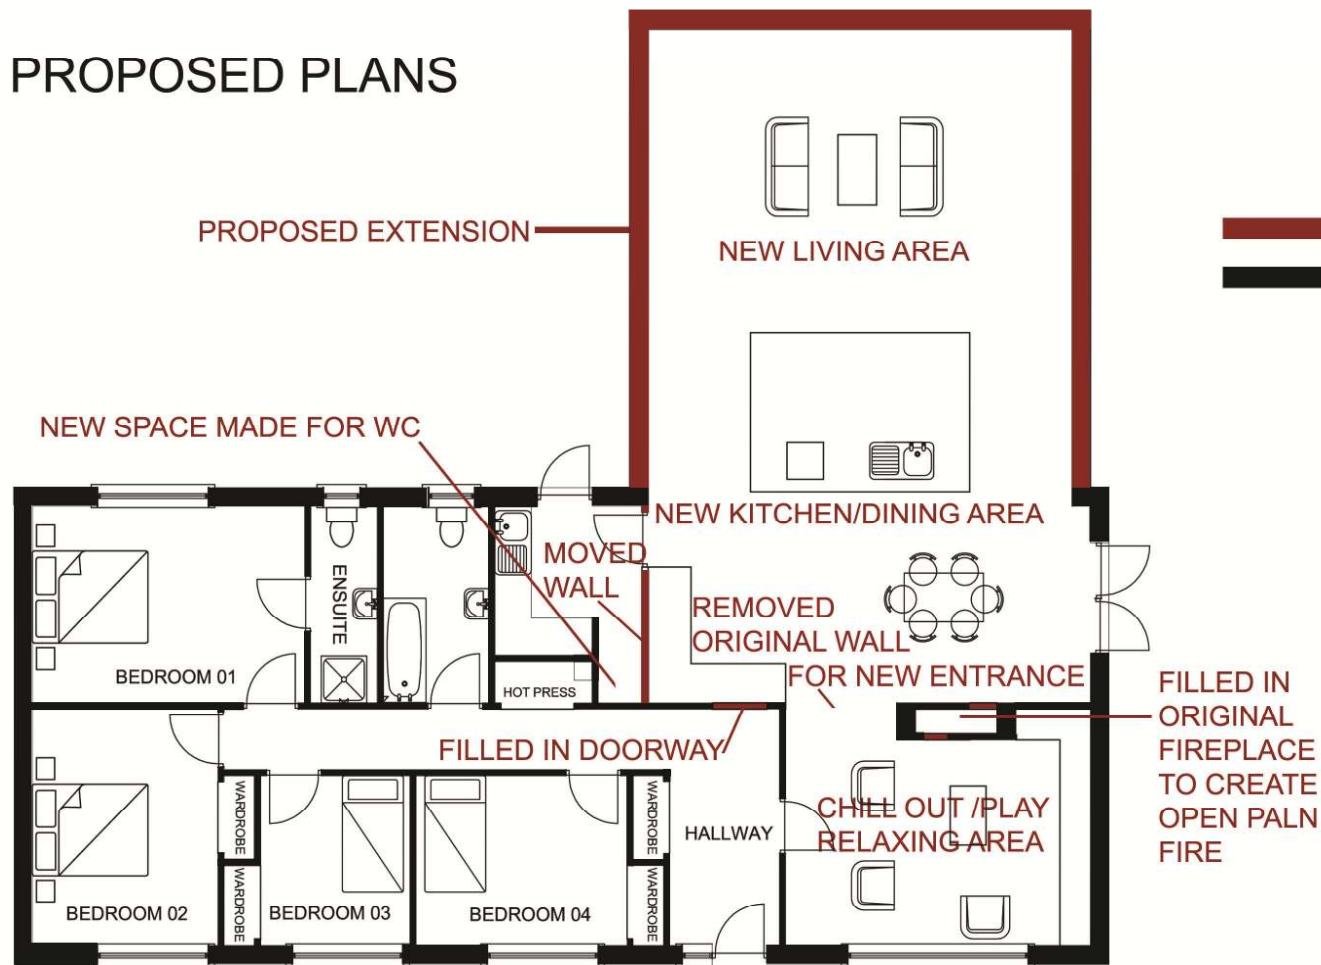 PROPOSED PLANS
PROPOSED EXTENSION
NEW LIVING AREA
NEW SPACE MADE FOR WC
NEW KITCHEN/DINING AREA
MOVED
WALL
ENSUITE
REMOVED
ORIGINAL WALL
FOR NEW ENTRANCE
BEDROOM 01
HOT PRESS
FILLED IN
ORIGINAL
FIREPLACE
TO CREATE
OPEN PALN
FIRE
FILLED IN DOORWAY
WARDROBE
WARDROBE
CHILL OUT /PLAY
RELAXING AREA
HALLWAY
BEDROOM 02
WARDROBE
BEDROOM 03
BEDROOM 04
WARDROBE